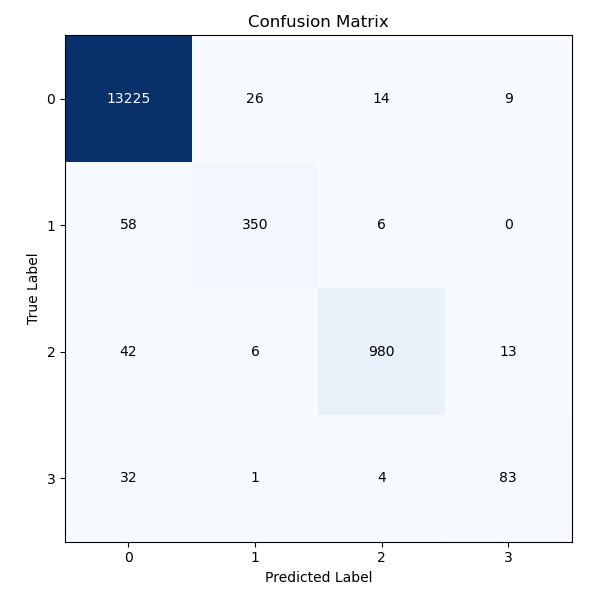 Confusion Matrix
0 13225 26 14 9
1 58 350 6 0
2 42 6 980 13
3 32 1 4 83
0 1 2 3
Predicted Label
True Label